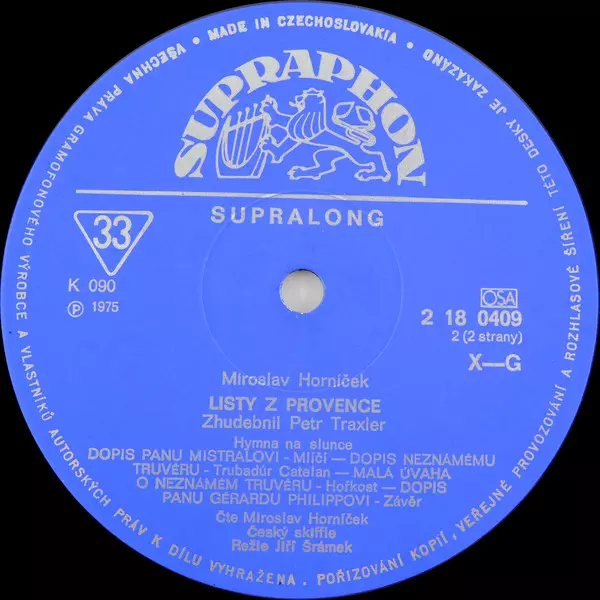 • MADE IN CZECHOSLOVAKIA • VŠECHNA PRÁVA GRAMOFONOVÉHO VÝROBCE A VLASTNÍKŮ AUTORSKÝCH PRÁV K DÍLU VYHRAŽENA. POŘIZOVÁNÍ KOPIÍ, VEŘEJNÉ PROVOZOVÁNÍ A ROZHLASOVÉ ŠÍŘENÍ TÉTO DESKY JE ZAKÁZÁNO
SUPRAPHON
SUPRALONG
33
K 090
Ⓟ 1975
OSA
2 18 0409
2 (2 strany)
X—G
Miroslav Horníček
LISTY Z PROVENCE
Zhudebnil Petr Traxler
Hymna na slunce
DOPIS PANU MISTRALOVI - Mlčí — DOPIS NEZNÁMÉMU
TRUVÉRU - Trubadúr Catelan — MALÁ ÚVAHA
O NEZNÁMÉM TRUVÉRU - Hořkost — DOPIS
PANU GÉRARDU PHILIPPOVI - Závěr
Čte Miroslav Horníček
Český skiffle
Režie Jiří Šrámek